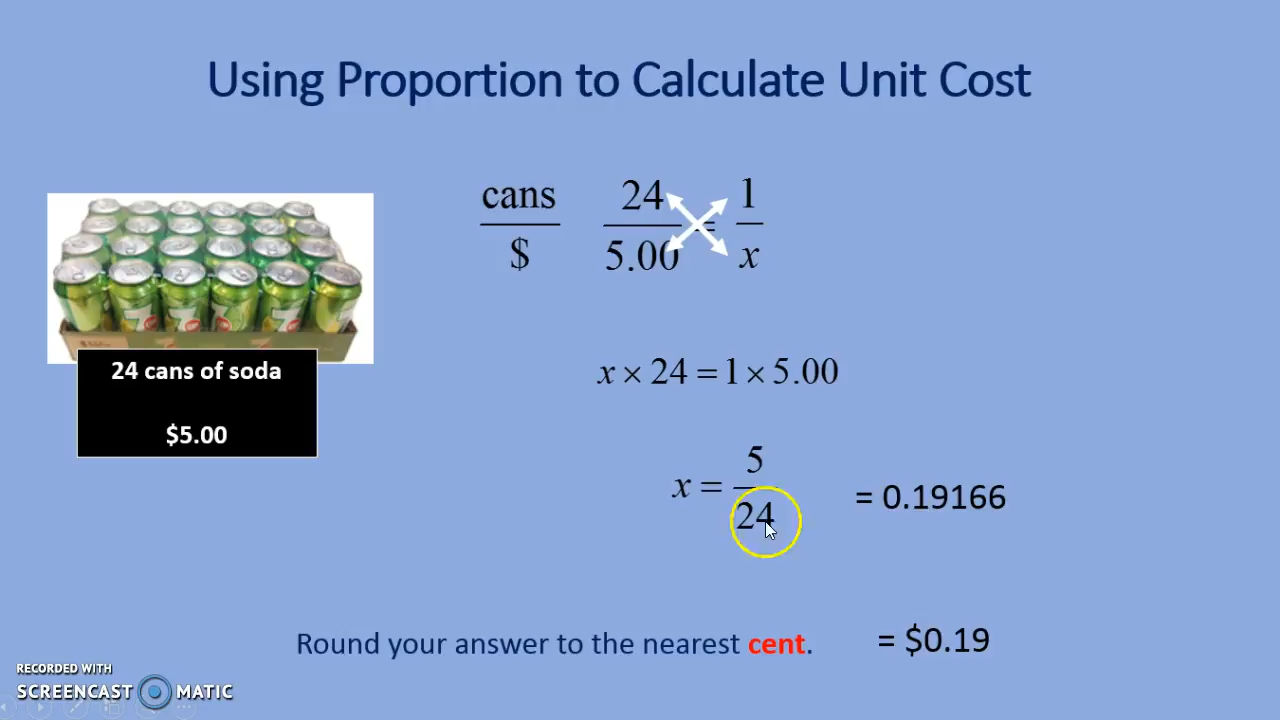 Using Proportion to Calculate Unit Cost
cans 24 1
$ 5.00 = x
24 cans of soda
$5.00
x × 24 = 1 × 5.00
x = 5/24 = 0.19166
Round your answer to the nearest cent. = $0.19
RECORDED WITH
SCREENCAST MATIC